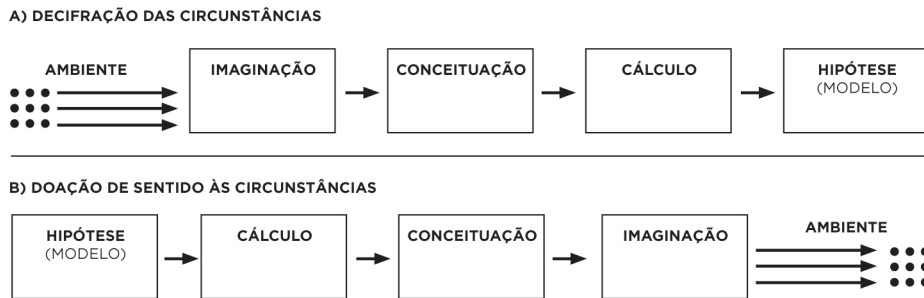 A) DECIFRAÇÃO DAS CIRCUNSTÂNCIAS
AMBIENTE
IMAGINAÇÃO
CONCEITUAÇÃO
CÁLCULO
HIPÓTESE
(MODELO)
B) DOAÇÃO DE SENTIDO ÀS CIRCUNSTÂNCIAS
HIPÓTESE
(MODELO)
CÁLCULO
CONCEITUAÇÃO
IMAGINAÇÃO
AMBIENTE